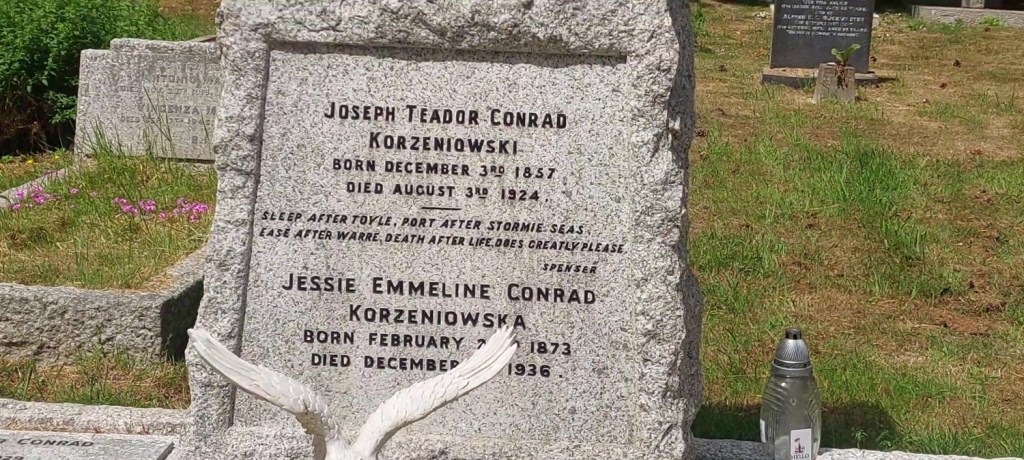 JOSEPH TEADOR CONRAD
KORZENIOWSKI
BORN DECEMBER 3RD 1857
DIED AUGUST 3RD 1924.
SLEEP AFTER TOYLE, PORT AFTER STORMIE SEAS,
EASE AFTER WARRE, DEATH AFTER LIFE, DOES GREATLY PLEASE
SPENSER
JESSIE EMMELINE CONRAD
KORZENIOWSKA
BORN FEBRUARY 1873
DIED DECEMBER 1936.
CONRAD